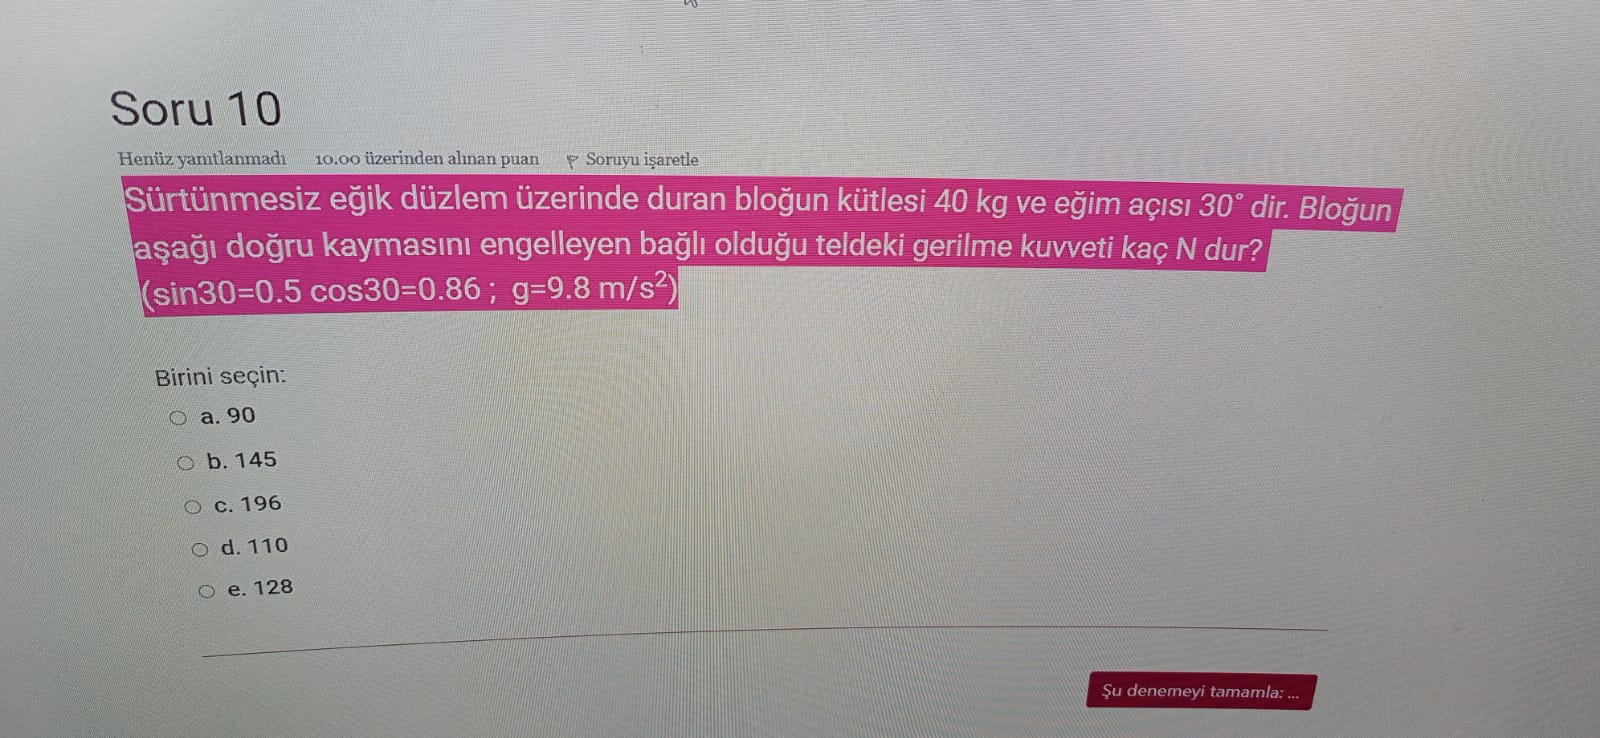 Soru 10
Henüz yanıtlanmadı 10.00 üzerinden alınan puan Soruyu işaretle
Sürtünmesiz eğik düzlem üzerinde duran bloğun kütlesi 40 kg ve eğim açısı 30° dir. Bloğun
aşağı doğru kaymasını engelleyen bağlı olduğu teldeki gerilme kuvveti kaç N dur?
(sin30=0.5 cos30=0.86 ; g=9.8 m/s²)
Birini seçin:
a. 90
b. 145
c. 196
d. 110
e. 128
Şu denemeyi tamamla: ...